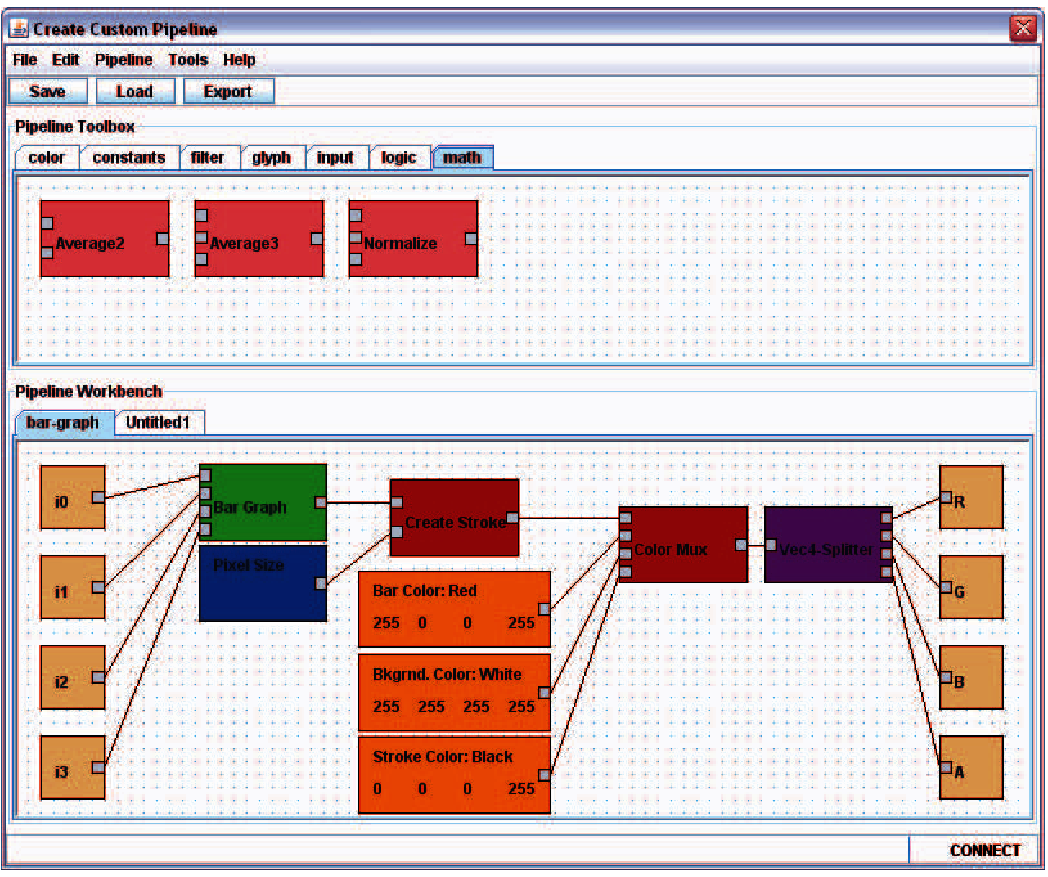 Create Custom Pipeline
File Edit Pipeline Tools Help
Save Load Export
Pipeline Toolbox
color constants filter glyph input logic math
Average2 Average3 Normalize
Pipeline Workbench
bar-graph Untitled1
i0
Bar Graph
Create Stroke
R
Pixel Size
Color Mux
Vec4-Splitter
i1
Bar Color: Red
255 0 0 255
G
i2
Bkgrnd. Color: White
255 255 255 255
B
i3
Stroke Color: Black
0 0 0 255
A
CONNECT